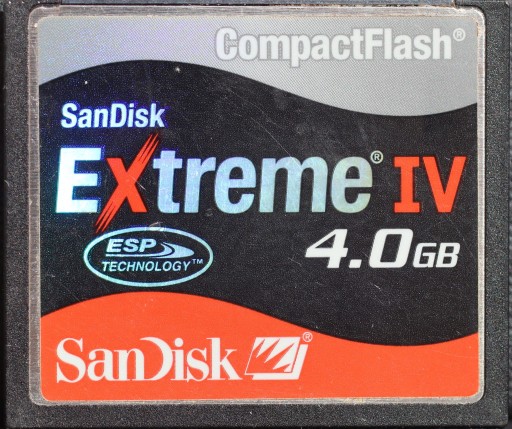 CompactFlash®
SanDisk
Extreme® IV
ESP
TECHNOLOGY™
4.0GB
SanDisk®